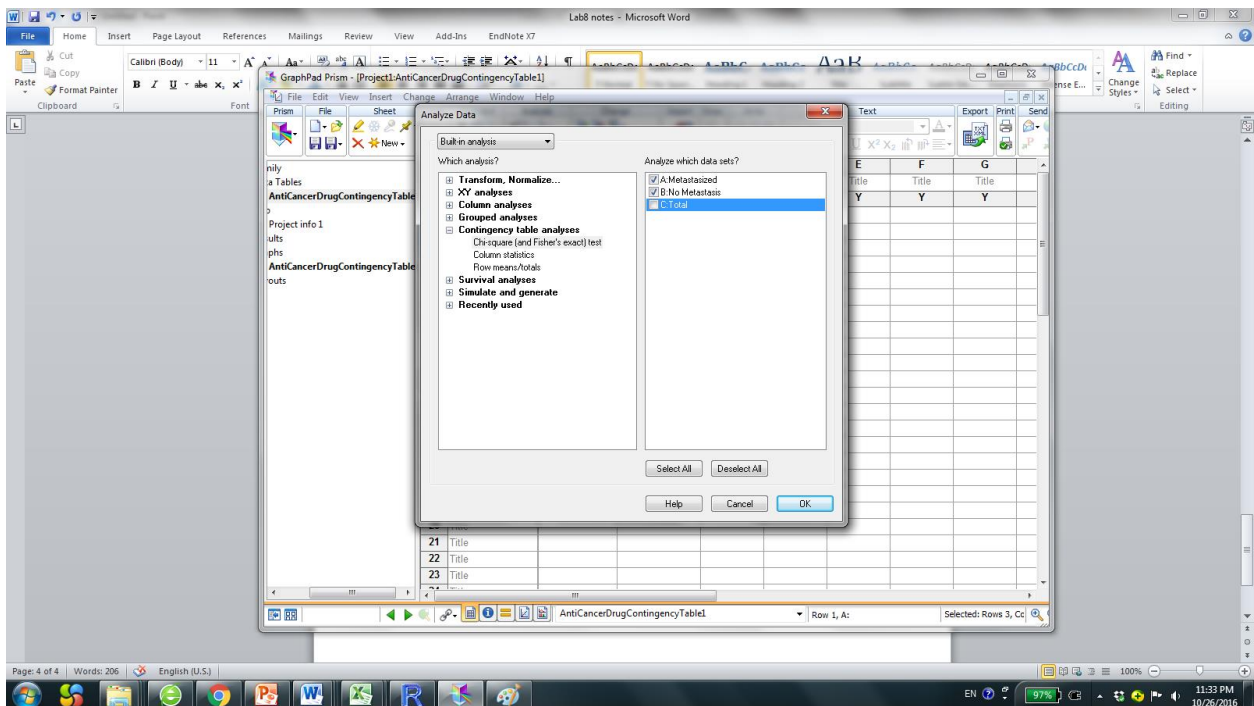 Lab8 notes - Microsoft Word
File Home Insert Page Layout References Mailings Review View Add-Ins EndNote X7
Cut
Copy
Format Painter
Paste
Clipboard
Calibri (Body) 11
B I U abc x₂ x²
Font
Change Styles
Find
Replace
Select
Editing
GraphPad Prism - [Project1:AntiCancerDrugContingencyTable1]
File Edit View Insert Change Arrange Window Help
Prism File Sheet
New
Text Export Print Send
Analyze Data
Built-in analysis
Which analysis?
Transform, Normalize...
XY analyses
Column analyses
Grouped analyses
Contingency table analyses
Chi-square (and Fisher's exact) test
Column statistics
Row means/totals
Survival analyses
Simulate and generate
Recently used
Analyze which data sets?
A:Metastasized
B:No Metastasis
C:Total
Select All Deselect All
Help Cancel OK
nily
a Tables
AntiCancerDrugContingencyTable
Project info 1
ults
phs
AntiCancerDrugContingencyTable
outs
E F G
Title Title Title
Y Y Y
21 Title
22 Title
23 Title
AntiCancerDrugContingencyTable1
Row 1, A:
Selected: Rows 3, Cc
Page: 4 of 4 Words: 206 English (U.S.)
100%
EN
97%
11:33 PM
10/26/2016